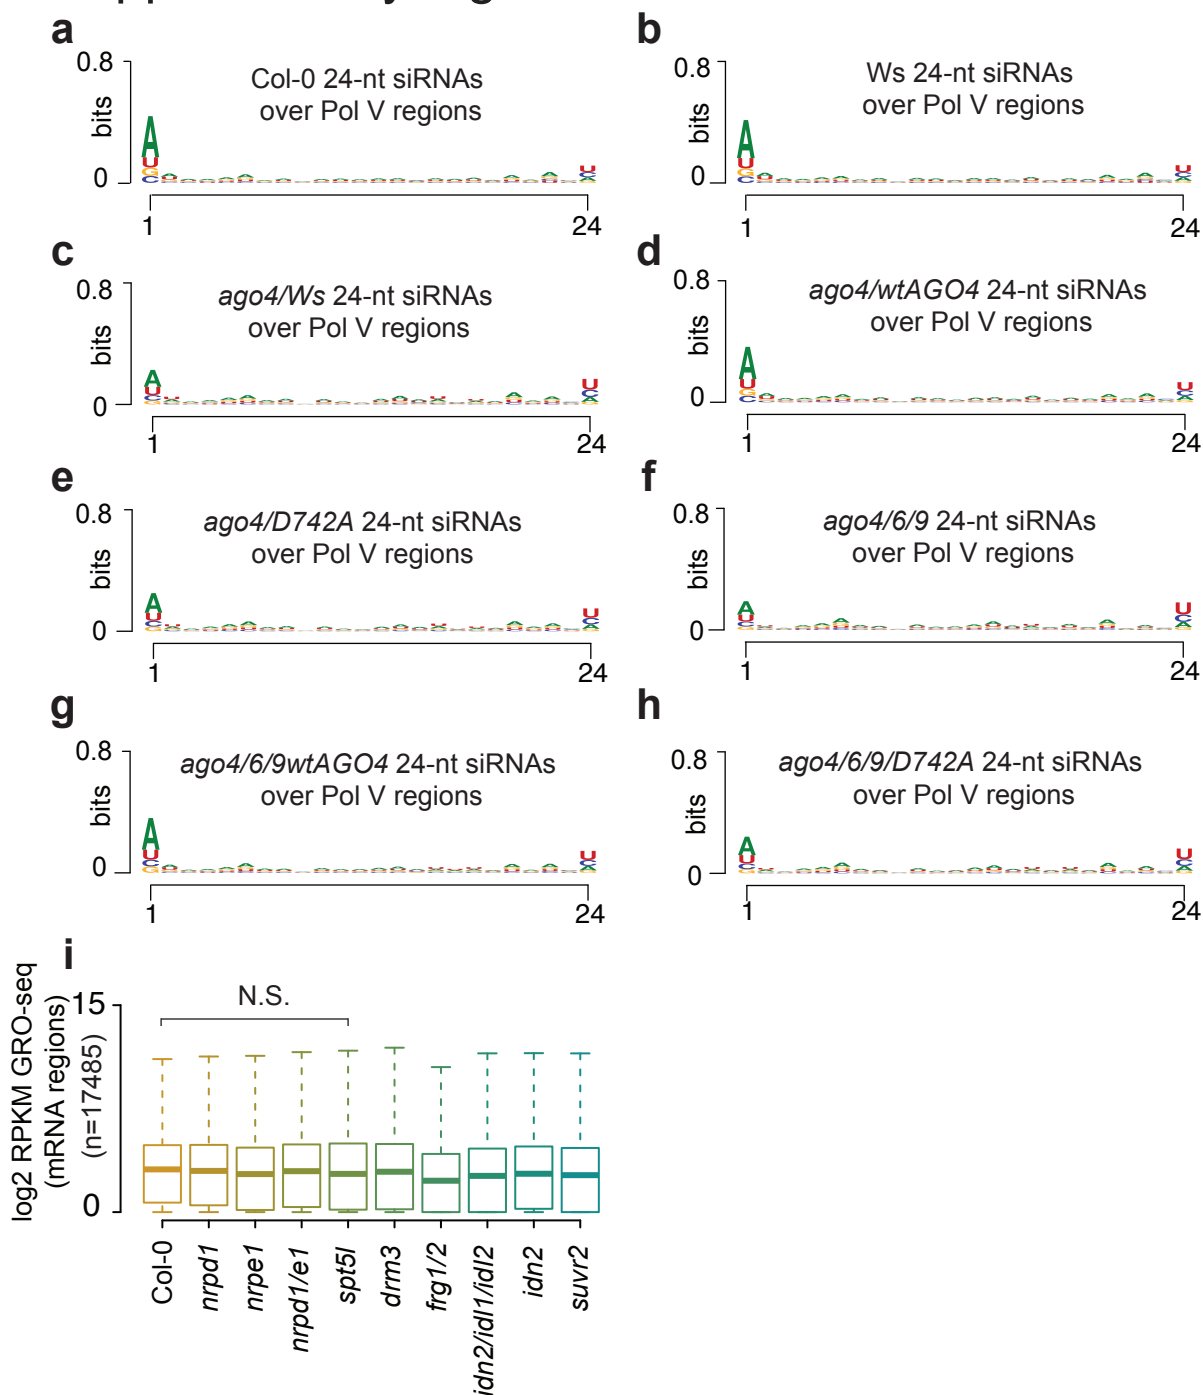 a
0.8
bits
0
Col-0 24-nt siRNAs
over Pol V regions
A
U
G
C
U
C
A
1
24
b
0.8
bits
0
Ws 24-nt siRNAs
over Pol V regions
A
U
G
C
U
C
A
1
24
c
0.8
bits
0
ago4/Ws 24-nt siRNAs
over Pol V regions
A
U
C
G
U
C
A
1
24
d
0.8
bits
0
ago4/wtAGO4 24-nt siRNAs
over Pol V regions
A
U
G
C
U
C
A
1
24
e
0.8
bits
0
ago4/D742A 24-nt siRNAs
over Pol V regions
A
U
C
G
U
C
A
1
24
f
0.8
bits
0
ago4/6/9 24-nt siRNAs
over Pol V regions
A
U
C
G
U
C
A
1
24
g
0.8
bits
0
ago4/6/9wtAGO4 24-nt siRNAs
over Pol V regions
A
U
C
G
U
C
A
1
24
h
0.8
bits
0
ago4/6/9/D742A 24-nt siRNAs
over Pol V regions
A
U
C
G
U
C
A
1
24
i
log2 RPKM GRO-seq
(mRNA regions)
(n=17485)
15
0
N.S.
Col-0
nrpd1
nrpe1
nrpd1/e1
spt5l
drm3
frg1/2
idn2/idl1/idl2
idn2
suvr2